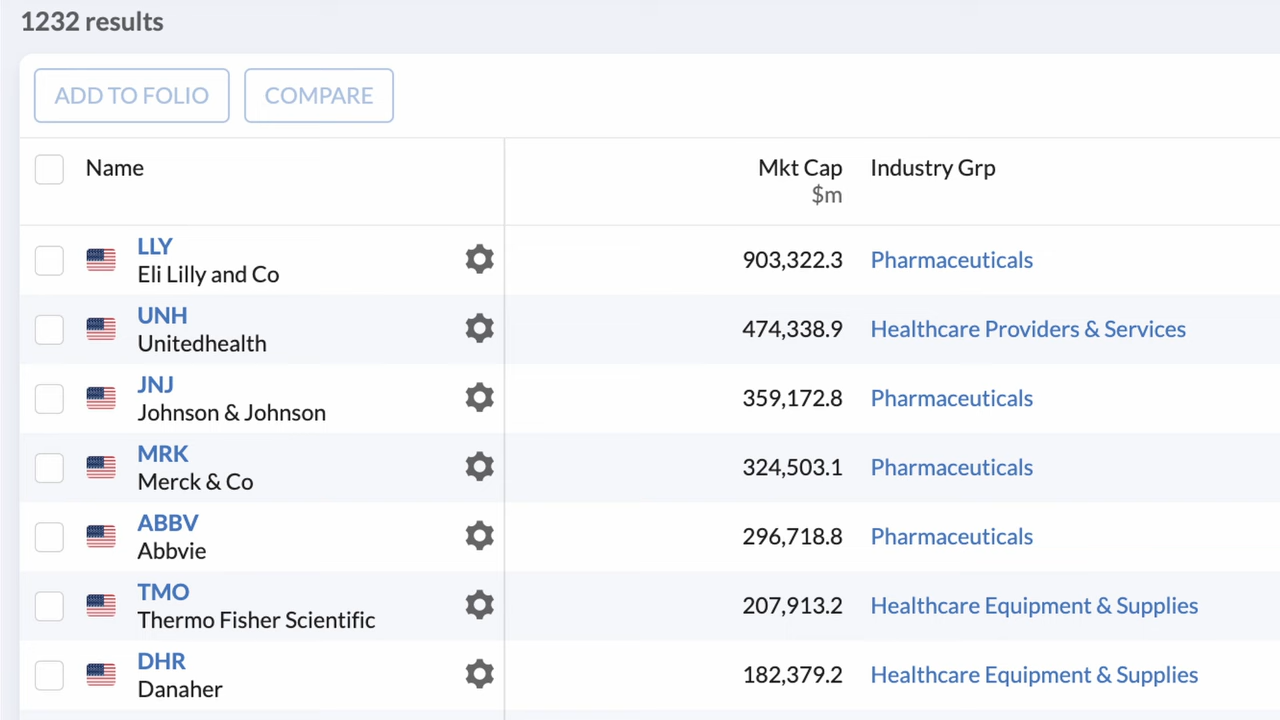 1232 results
ADD TO FOLIO COMPARE
Name Mkt Cap Industry Grp
$m
LLY
Eli Lilly and Co 903,322.3 Pharmaceuticals
UNH
Unitedhealth 474,338.9 Healthcare Providers & Services
JNJ
Johnson & Johnson 359,172.8 Pharmaceuticals
MRK
Merck & Co 324,503.1 Pharmaceuticals
ABBV
Abbvie 296,718.8 Pharmaceuticals
TMO
Thermo Fisher Scientific 207,913.2 Healthcare Equipment & Supplies
DHR
Danaher 182,379.2 Healthcare Equipment & Supplies